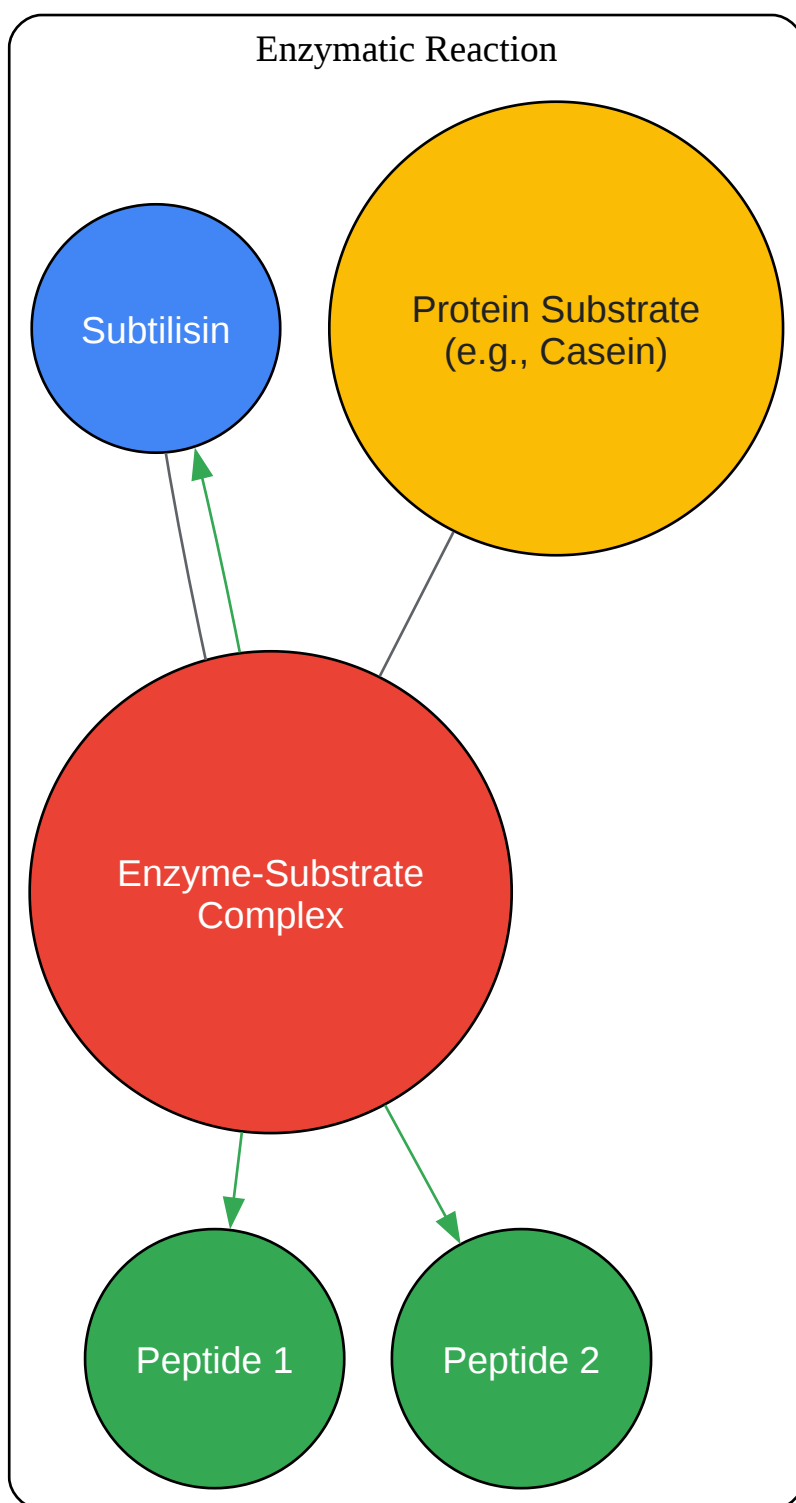 Enzymatic Reaction
Subtilisin
Protein Substrate
(e.g., Casein)
Enzyme-Substrate
Complex
Peptide 1
Peptide 2